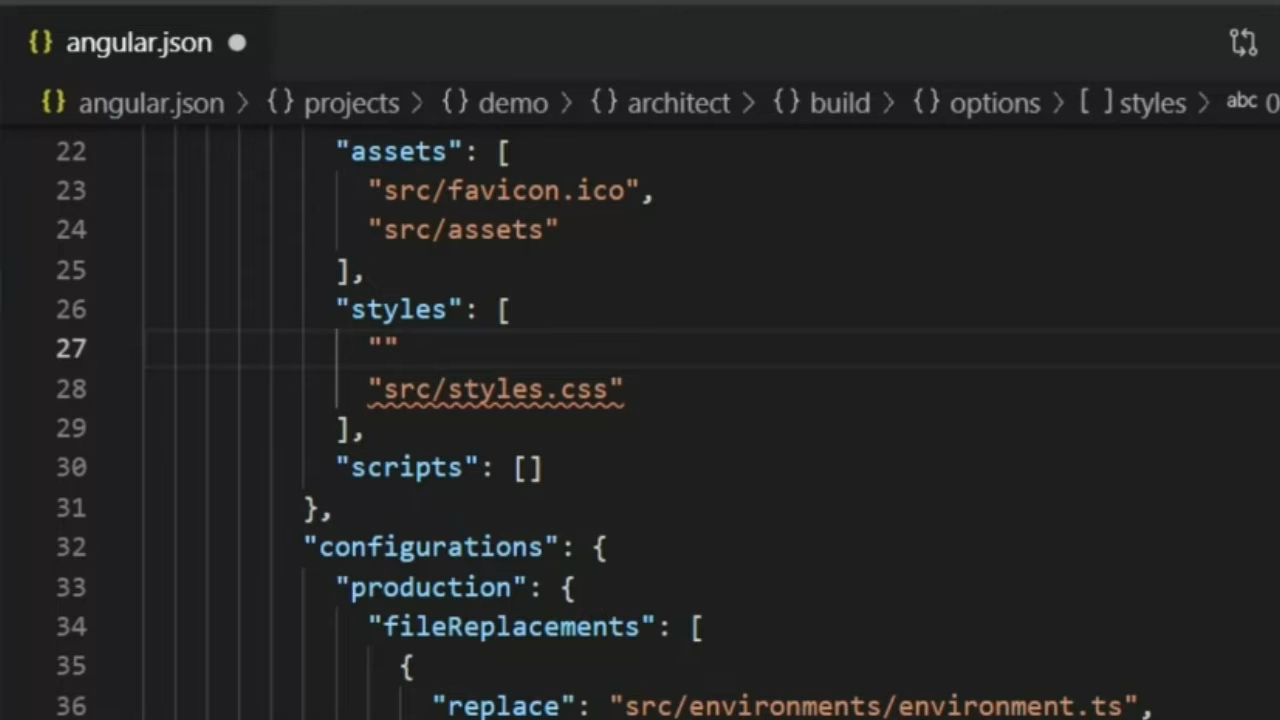 {} angular.json ●
{} angular.json > {} projects > {} demo > {} architect > {} build > {} options > [ ] styles > abc 0
22 "assets": [
23 "src/favicon.ico",
24 "src/assets"
25 ],
26 "styles": [
27 ""
28 "src/styles.css"
29 ],
30 "scripts": []
31 },
32 "configurations": {
33 "production": {
34 "fileReplacements": [
35 {
36 "replace": "src/environments/environment.ts",